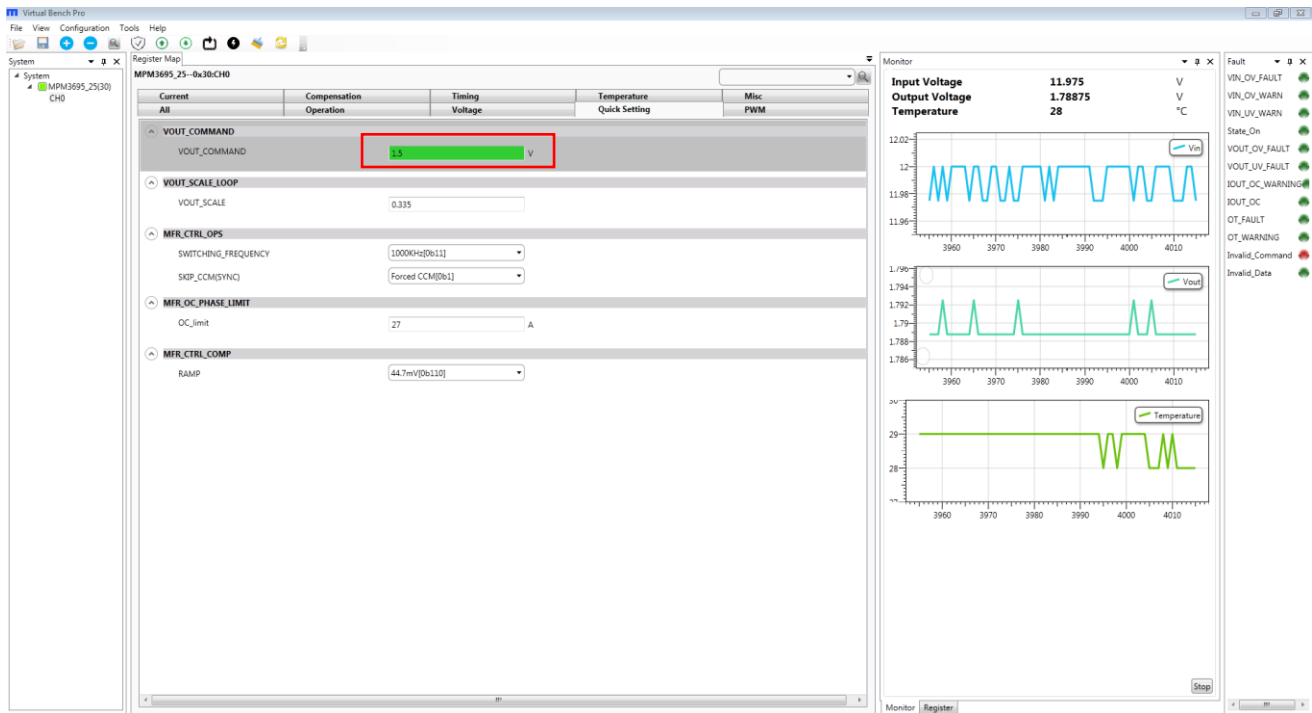 Virtual Bench Pro
File View Configuration Tools Help
System
System
MPM3695_25(30)
CH0
Register Map
MPM3695_25--0x30:CH0
Current Compensation Timing Temperature Misc
All Operation Voltage Quick Setting PWM
VOUT_COMMAND
VOUT_COMMAND 1.5 V
VOUT_SCALE_LOOP
VOUT_SCALE 0.335
MFR_CTRL_OPS
SWITCHING_FREQUENCY 1000KHz[0b11]
SKIP_CCM(SYNC) Forced CCM[0b1]
MFR_OC_PHASE_LIMIT
OC_limit 27 A
MFR_CTRL_COMP
RAMP 44.7mV[0b110]
Monitor
Input Voltage 11.975 V
Output Voltage 1.78875 V
Temperature 28 °C
12.02
12
11.98
11.96
Vin
3960 3970 3980 3990 4000 4010
1.796
1.794
1.792
1.79
1.788
1.786
Vout
3960 3970 3980 3990 4000 4010
30
29
28
27
Temperature
3960 3970 3980 3990 4000 4010
Stop
Monitor Register
Fault
VIN_OV_FAULT
VIN_OV_WARN
VIN_UV_WARN
State_On
VOUT_OV_FAULT
VOUT_UV_FAULT
IOUT_OC_WARNING
IOUT_OC
OT_FAULT
OT_WARNING
Invalid_Command
Invalid_Data